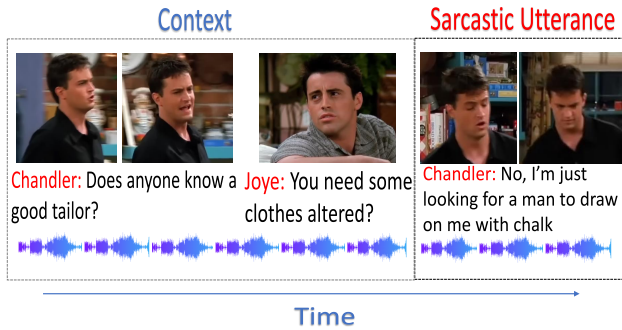 Context
Sarcastic Utterance
Chandler: Does anyone know a
good tailor?
Joye: You need some
clothes altered?
Chandler: No, I'm just
looking for a man to draw
on me with chalk
Time